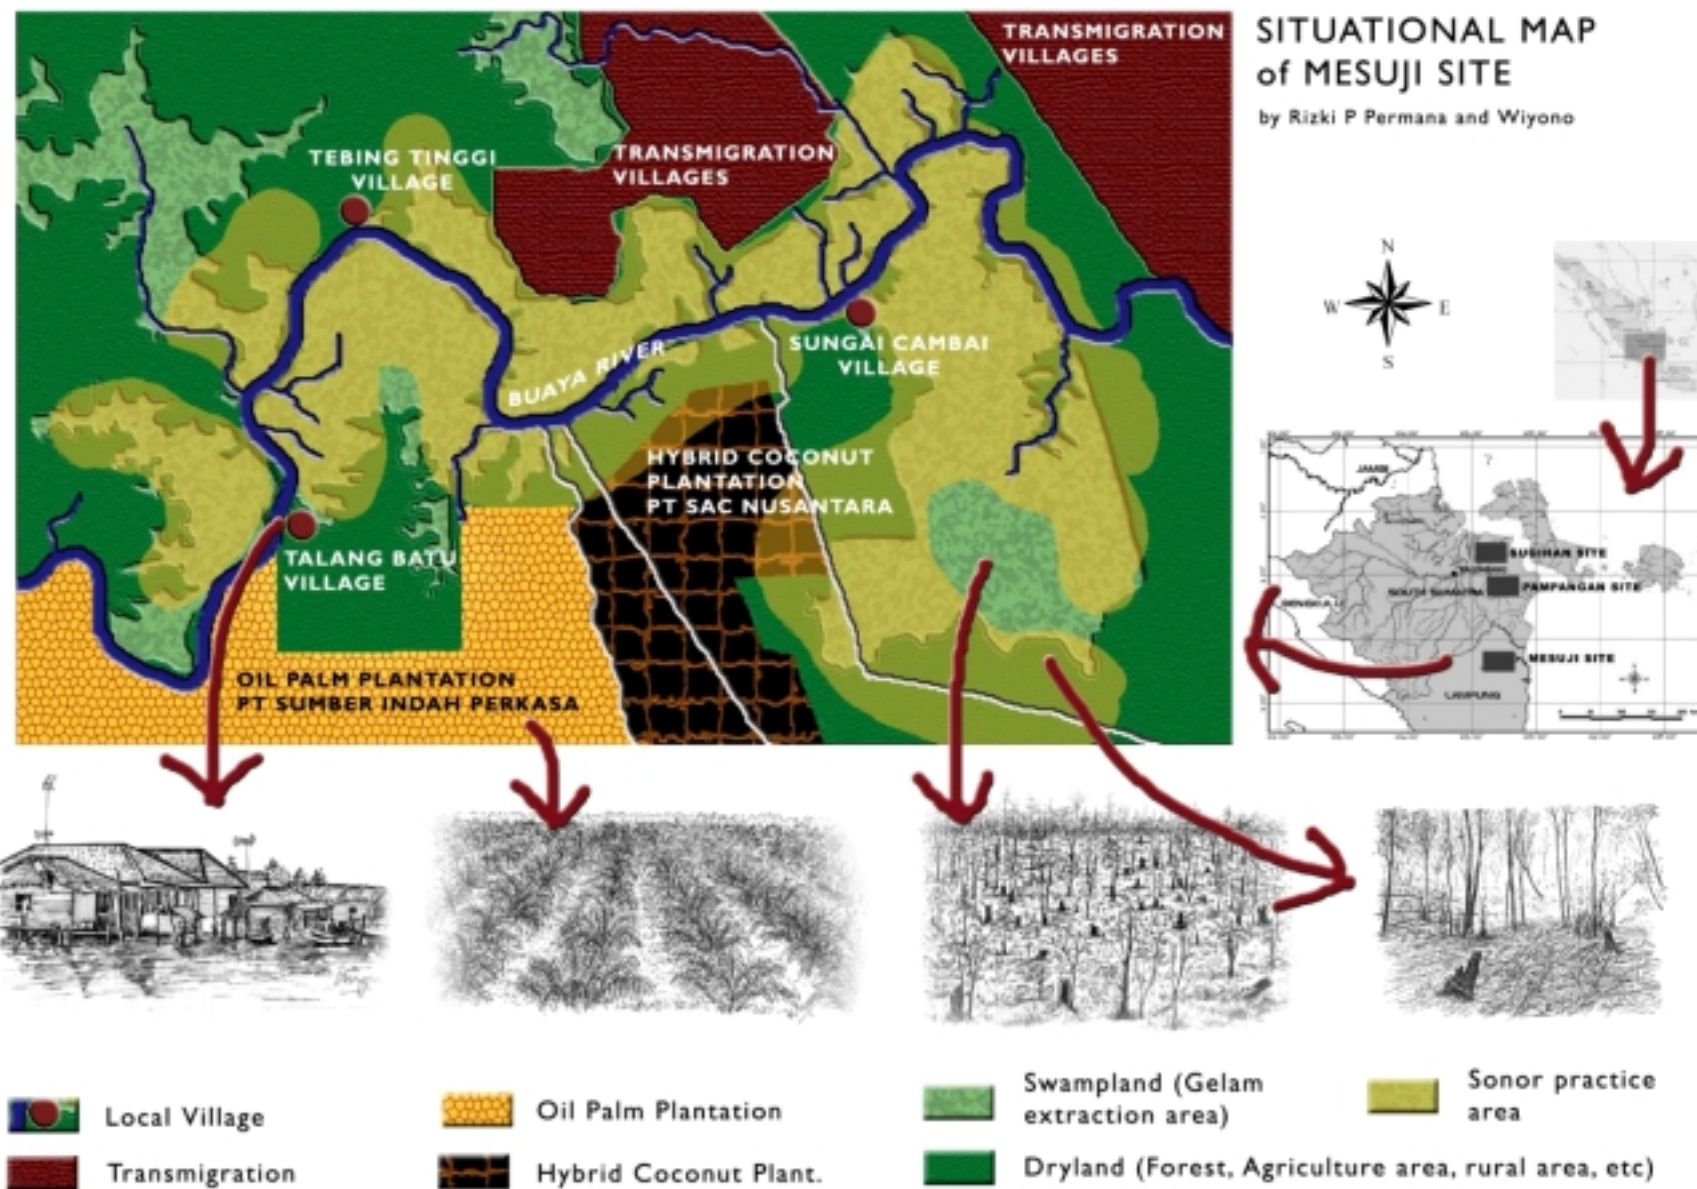 SITUATIONAL MAP
of MESUJI SITE
by Rizki P Permana and Wiyono
TRANSMIGRATION
VILLAGES
TEBING TINGGI
VILLAGE
TRANSMIGRATION
VILLAGES
BUAYA RIVER
SUNGAI CAMBAI
VILLAGE
HYBRID COCONUT
PLANTATION
PT SAC NUSANTARA
TALANG BATU
VILLAGE
OIL PALM PLANTATION
PT SUMBER INDAH PERKASA
N
W
E
S
JAMBI
SUGIHAN SITE
SOUTH SUMATRA
PAMPANGAN SITE
MESUJI SITE
LAMPUNG
Local Village
Transmigration
Oil Palm Plantation
Hybrid Coconut Plant.
Swampland (Gelam
extraction area)
Sonor practice
area
Dryland (Forest, Agriculture area, rural area, etc)